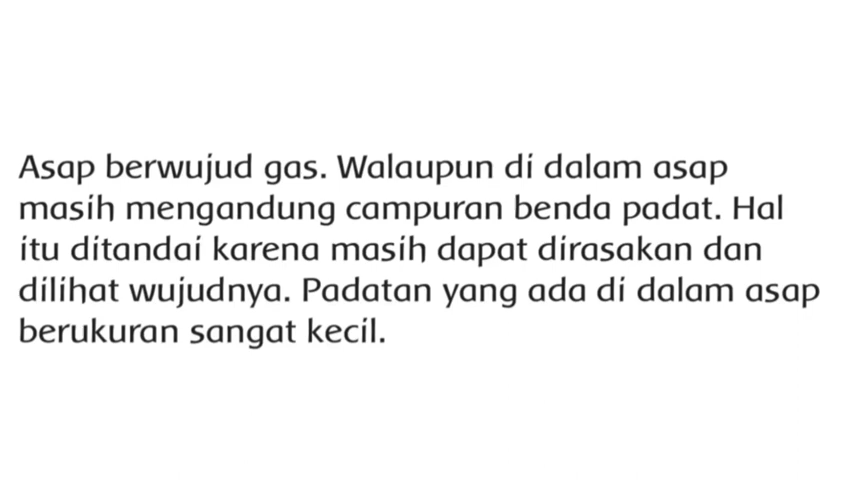 Asap berwujud gas. Walaupun di dalam asap
masih mengandung campuran benda padat. Hal
itu ditandai karena masih dapat dirasakan dan
dilihat wujudnya. Padatan yang ada di dalam asap
berukuran sangat kecil.